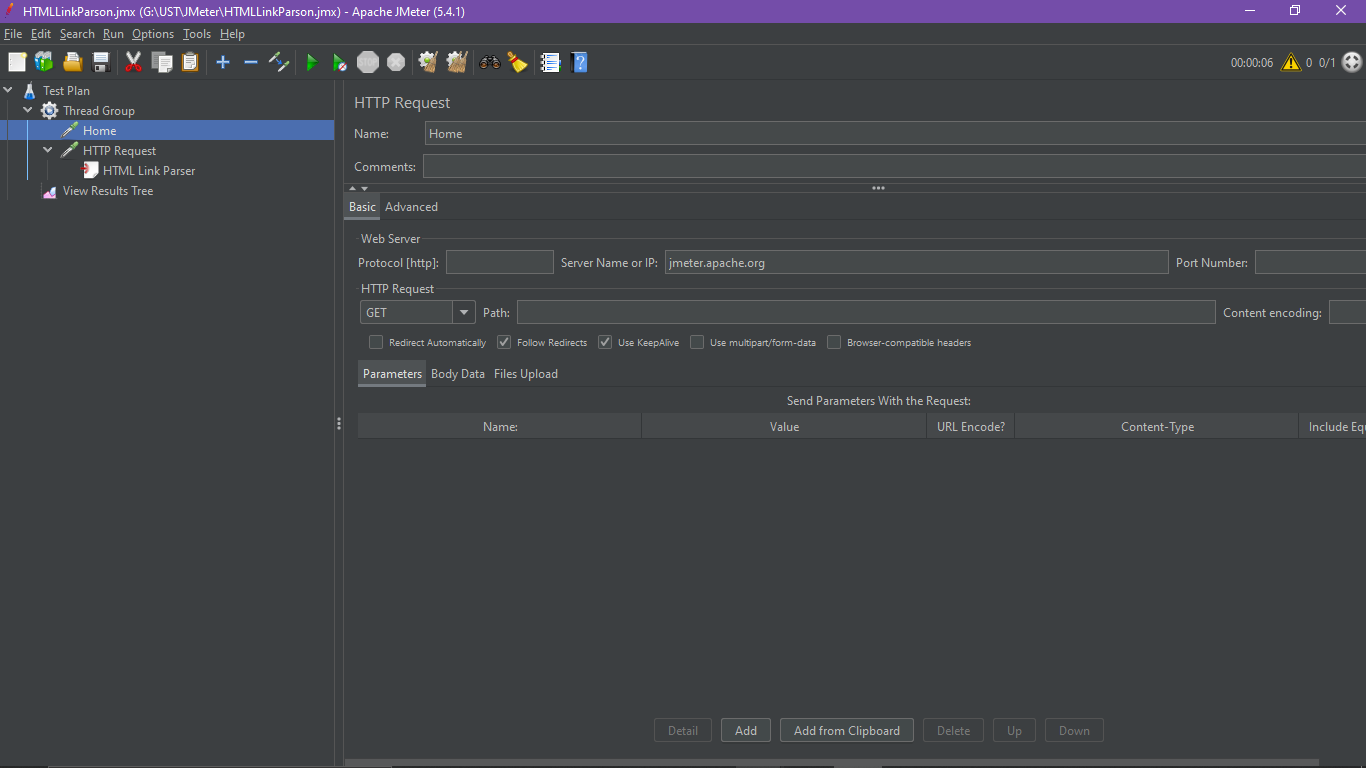 HTMLLinkParson.jmx (G:\UST\JMeter\HTMLLinkParson.jmx) - Apache JMeter (5.4.1)
File Edit Search Run Options Tools Help
STOP 00:00:06 0 0/1
Test Plan
Thread Group
Home
HTTP Request
HTML Link Parser
View Results Tree
HTTP Request
Name: Home
Comments:
Basic Advanced
Web Server
Protocol [http]: Server Name or IP: jmeter.apache.org Port Number:
HTTP Request
GET Path: Content encoding:
Redirect Automatically Follow Redirects Use KeepAlive Use multipart/form-data Browser-compatible headers
Parameters Body Data Files Upload
Send Parameters With the Request:
Name: Value URL Encode? Content-Type Include Equ
Detail Add Add from Clipboard Delete Up Down